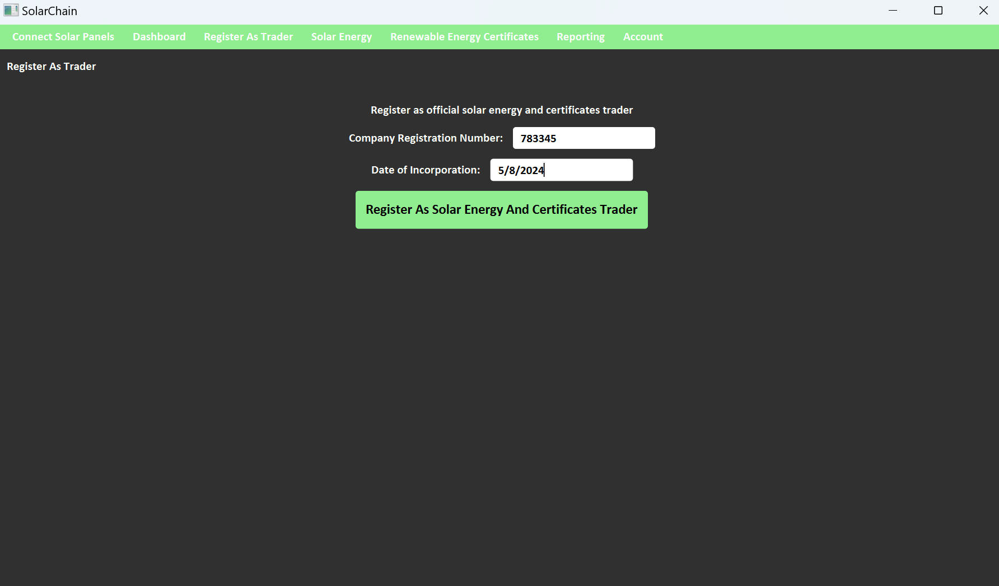 SolarChain
Connect Solar Panels Dashboard Register As Trader Solar Energy Renewable Energy Certificates Reporting Account
Register As Trader
Register as official solar energy and certificates trader
Company Registration Number: 783345
Date of Incorporation: 5/8/2024
Register As Solar Energy And Certificates Trader